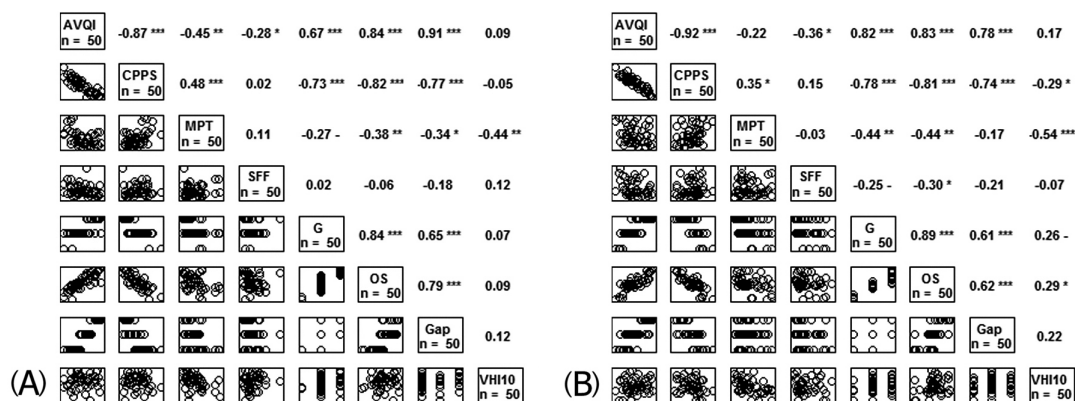 AVQI
n = 50
-0.87 *** -0.45 ** -0.28 * 0.67 *** 0.84 *** 0.91 *** 0.09
CPPS
n = 50
0.48 *** 0.02 -0.73 *** -0.82 *** -0.77 *** -0.05
MPT
n = 50
0.11 -0.27 - -0.38 ** -0.34 * -0.44 **
SFF
n = 50
0.02 -0.06 -0.18 0.12
G
n = 50
0.84 *** 0.65 *** 0.07
OS
n = 50
0.79 *** 0.09
Gap
n = 50
0.12
VHI10
n = 50
(A)
AVQI
n = 50
-0.92 *** -0.22 -0.36 * 0.82 *** 0.83 *** 0.78 *** 0.17
CPPS
n = 50
0.35 * 0.15 -0.78 *** -0.81 *** -0.74 *** -0.29 *
MPT
n = 50
-0.03 -0.44 ** -0.44 ** -0.17 -0.54 ***
SFF
n = 50
-0.25 - -0.30 * -0.21 -0.07
G
n = 50
0.89 *** 0.61 *** 0.26 -
OS
n = 50
0.62 *** 0.29 *
Gap
n = 50
0.22
VHI10
n = 50
(B)